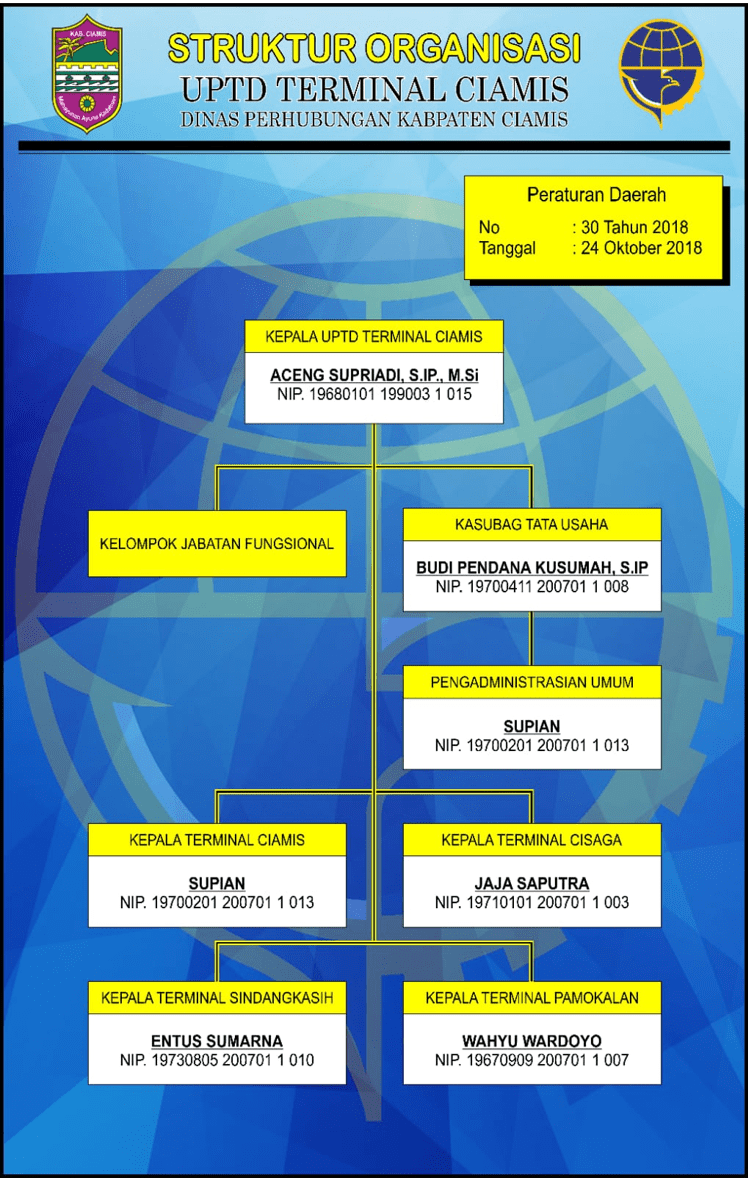 KAB. CIAMIS
STRUKTUR ORGANISASI
UPTD TERMINAL CIAMIS
DINAS PERHUBUNGAN KABPATEN CIAMIS
Peraturan Daerah
No : 30 Tahun 2018
Tanggal : 24 Oktober 2018
KEPALA UPTD TERMINAL CIAMIS
ACENG SUPRIADI, S.IP., M.Si
NIP. 19680101 199003 1 015
KELOMPOK JABATAN FUNGSIONAL
KASUBAG TATA USAHA
BUDI PENDANA KUSUMAH, S.IP
NIP. 19700411 200701 1 008
PENGADMINISTRASIAN UMUM
SUPIAN
NIP. 19700201 200701 1 013
KEPALA TERMINAL CIAMIS
SUPIAN
NIP. 19700201 200701 1 013
KEPALA TERMINAL CISAGA
JAJA SAPUTRA
NIP. 19710101 200701 1 003
KEPALA TERMINAL SINDANGKASIH
ENTUS SUMARNA
NIP. 19730805 200701 1 010
KEPALA TERMINAL PAMOKALAN
WAHYU WARDOYO
NIP. 19670909 200701 1 007